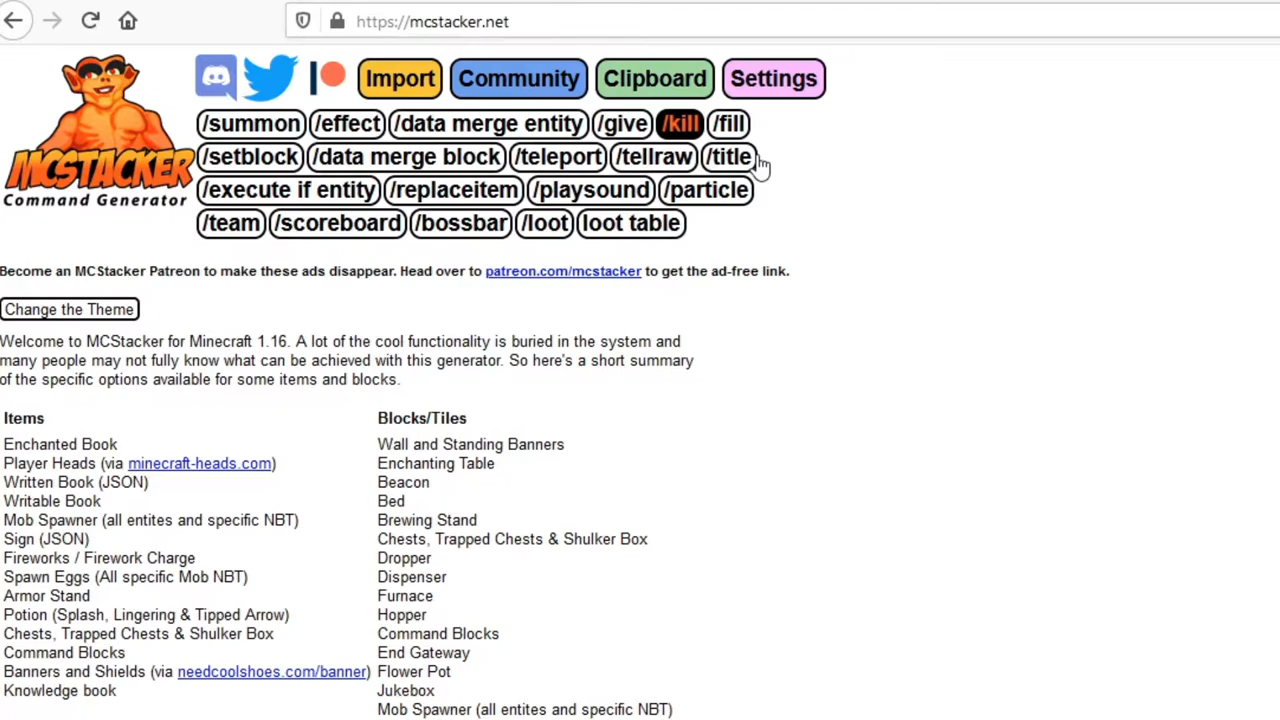 https://mcstacker.net
MCSTACKER
Command Generator
Import Community Clipboard Settings
/summon /effect /data merge entity /give /kill /fill
/setblock /data merge block /teleport /tellraw /title
/execute if entity /replaceitem /playsound /particle
/team /scoreboard /bossbar /loot loot table
Become an MCStacker Patreon to make these ads disappear. Head over to patreon.com/mcstacker to get the ad-free link.
Change the Theme
Welcome to MCStacker for Minecraft 1.16. A lot of the cool functionality is buried in the system and
many people may not fully know what can be achieved with this generator. So here's a short summary
of the specific options available for some items and blocks.
Items
Enchanted Book
Player Heads (via minecraft-heads.com)
Written Book (JSON)
Writable Book
Mob Spawner (all entites and specific NBT)
Sign (JSON)
Fireworks / Firework Charge
Spawn Eggs (All specific Mob NBT)
Armor Stand
Potion (Splash, Lingering & Tipped Arrow)
Chests, Trapped Chests & Shulker Box
Command Blocks
Banners and Shields (via needcoolshoes.com/banner)
Knowledge book
Blocks/Tiles
Wall and Standing Banners
Enchanting Table
Beacon
Bed
Brewing Stand
Chests, Trapped Chests & Shulker Box
Dropper
Dispenser
Furnace
Hopper
Command Blocks
End Gateway
Flower Pot
Jukebox
Mob Spawner (all entites and specific NBT)